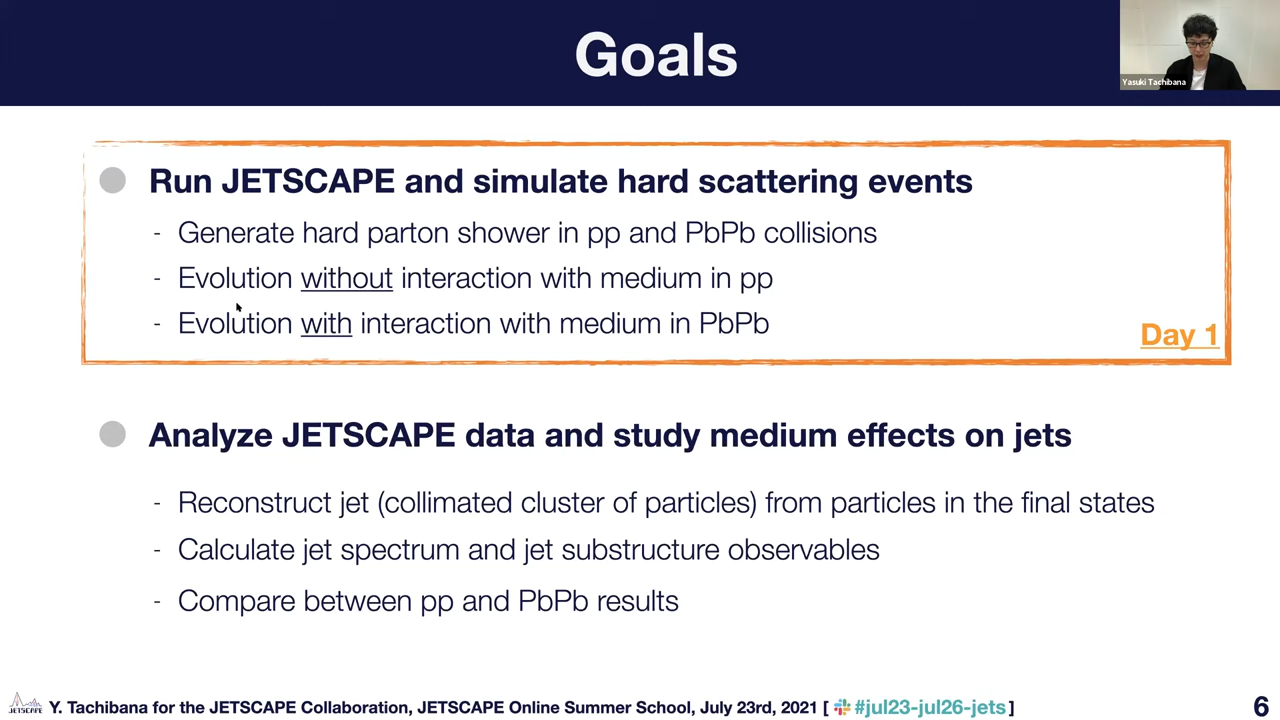 Goals
Yasuki Tachibana
Run JETSCAPE and simulate hard scattering events
- Generate hard parton shower in pp and PbPb collisions
- Evolution without interaction with medium in pp
- Evolution with interaction with medium in PbPb
Day 1
Analyze JETSCAPE data and study medium effects on jets
- Reconstruct jet (collimated cluster of particles) from particles in the final states
- Calculate jet spectrum and jet substructure observables
- Compare between pp and PbPb results
JETSCAPE
Y. Tachibana for the JETSCAPE Collaboration, JETSCAPE Online Summer School, July 23rd, 2021 [ #jul23-jul26-jets ]
6